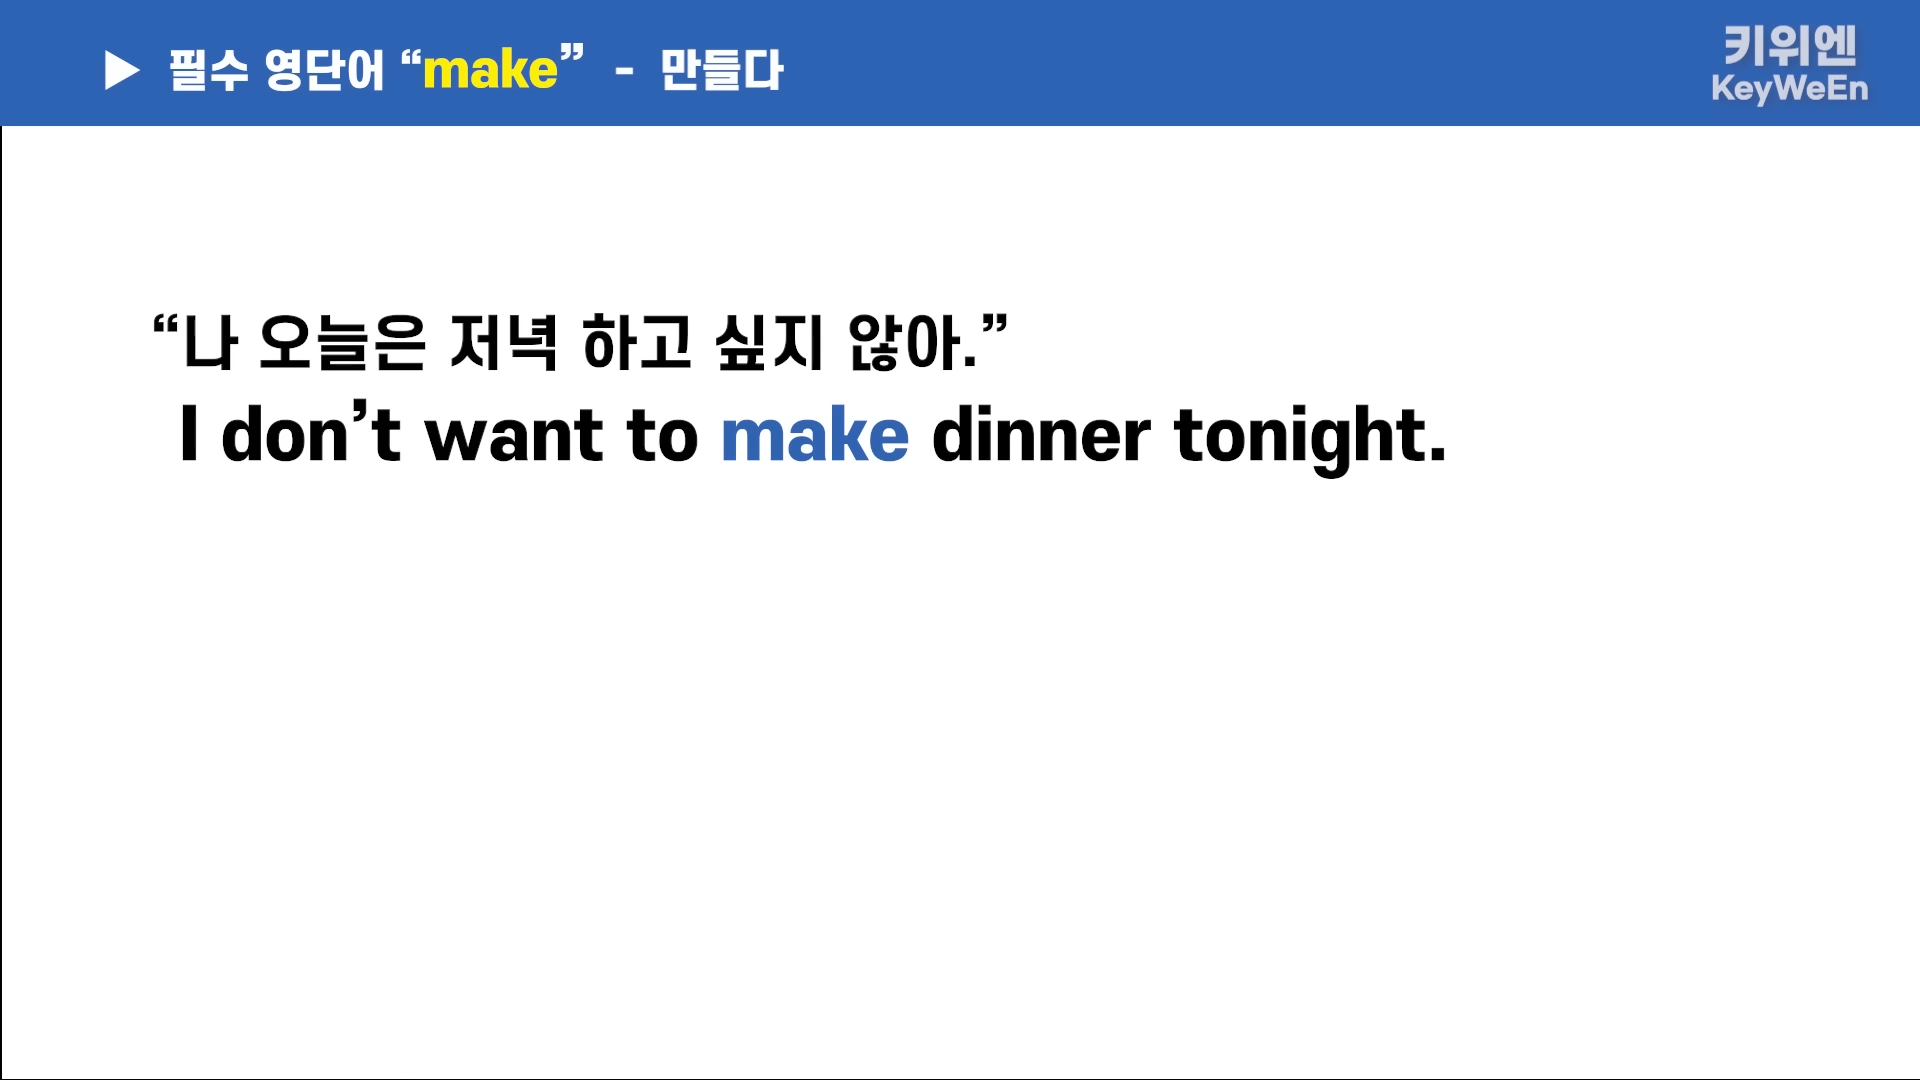 ▶ 필수 영단어 “make” - 만들다
키위엔
KeyWeEn
“나 오늘은 저녁 하고 싶지 않아.”
I don’t want to make dinner tonight.